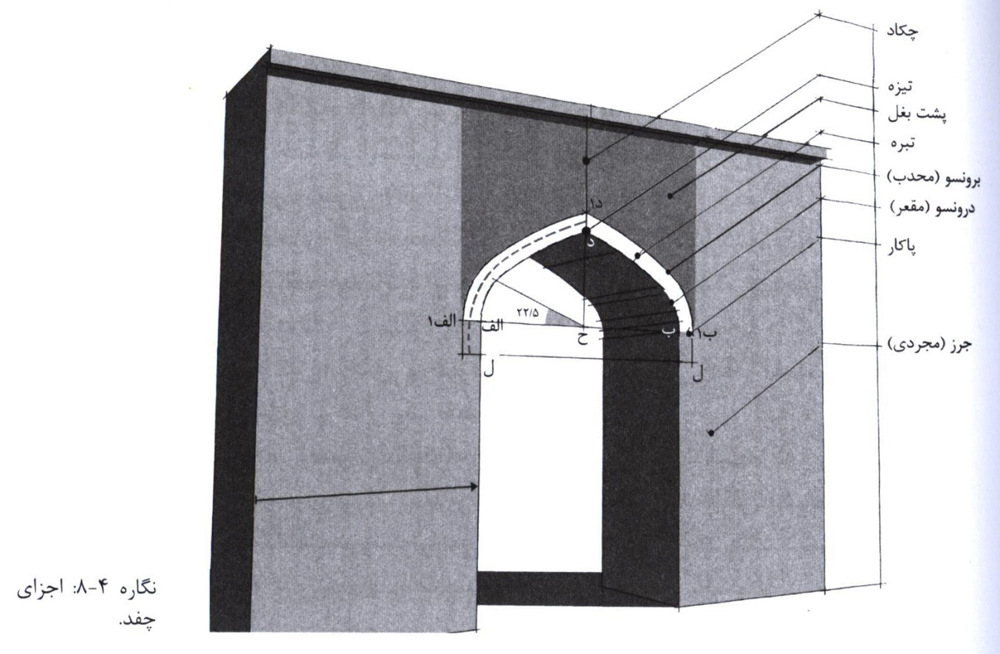 چکاد
تیزه
پشت بغل
تبره
برونسو (محدب)
درونسو (مقعر)
پاکار
جرز (مجردی)
د۱
د
۲۲/۵
الف۱
الف
ح
ب
ب۱
ل
ل
نگاره ۴-۸: اجزای
چفد.